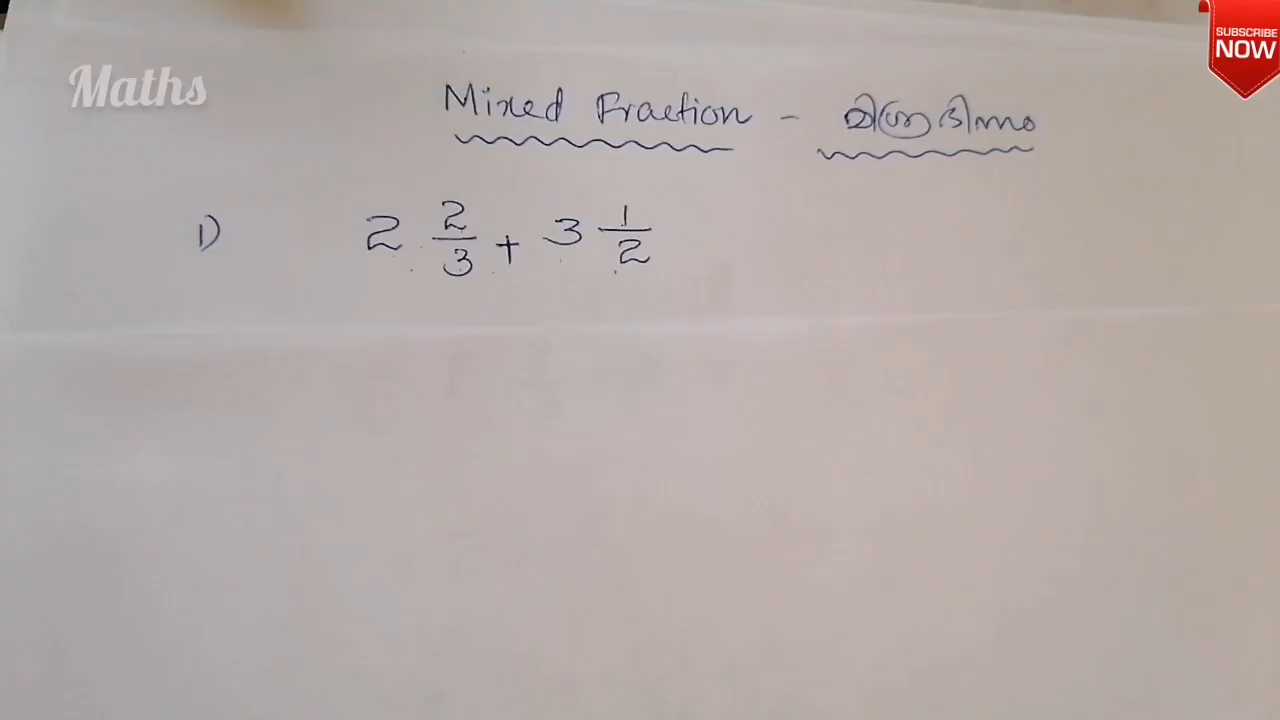 SUBSCRIBE
NOW
Maths
Mixed Fraction - മിശ്രഭിന്നം
1) 2 2/3 + 3 1/2